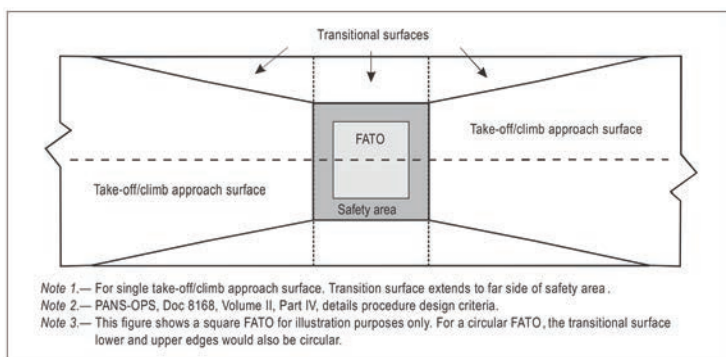 Transitional surfaces
Take-off/climb approach surface
FATO
Take-off/climb approach surface
Safety area
Note 1.— For single take-off/climb approach surface. Transition surface extends to far side of safety area.
Note 2.— PANS-OPS, Doc 8168, Volume II, Part IV, details procedure design criteria.
Note 3.— This figure shows a square FATO for illustration purposes only. For a circular FATO, the transitional surface
lower and upper edges would also be circular.